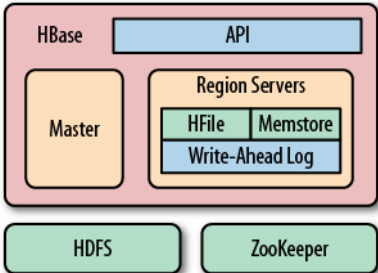 HBase
API
Master
Region Servers
HFile
Memstore
Write-Ahead Log
HDFS
ZooKeeper